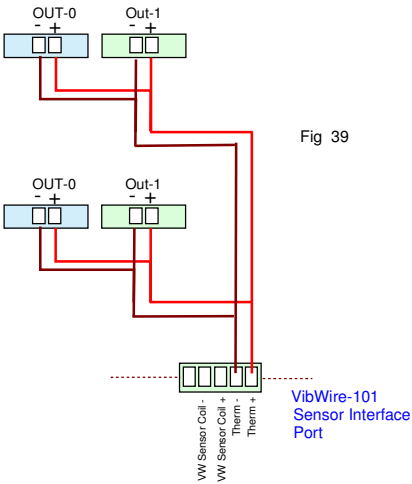 OUT-0 Out-1
- + - +
Fig 39
OUT-0 Out-1
- + - +
VW Sensor Coil -
VW Sensor Coil +
Therm -
Therm +
VibWire-101
Sensor Interface
Port